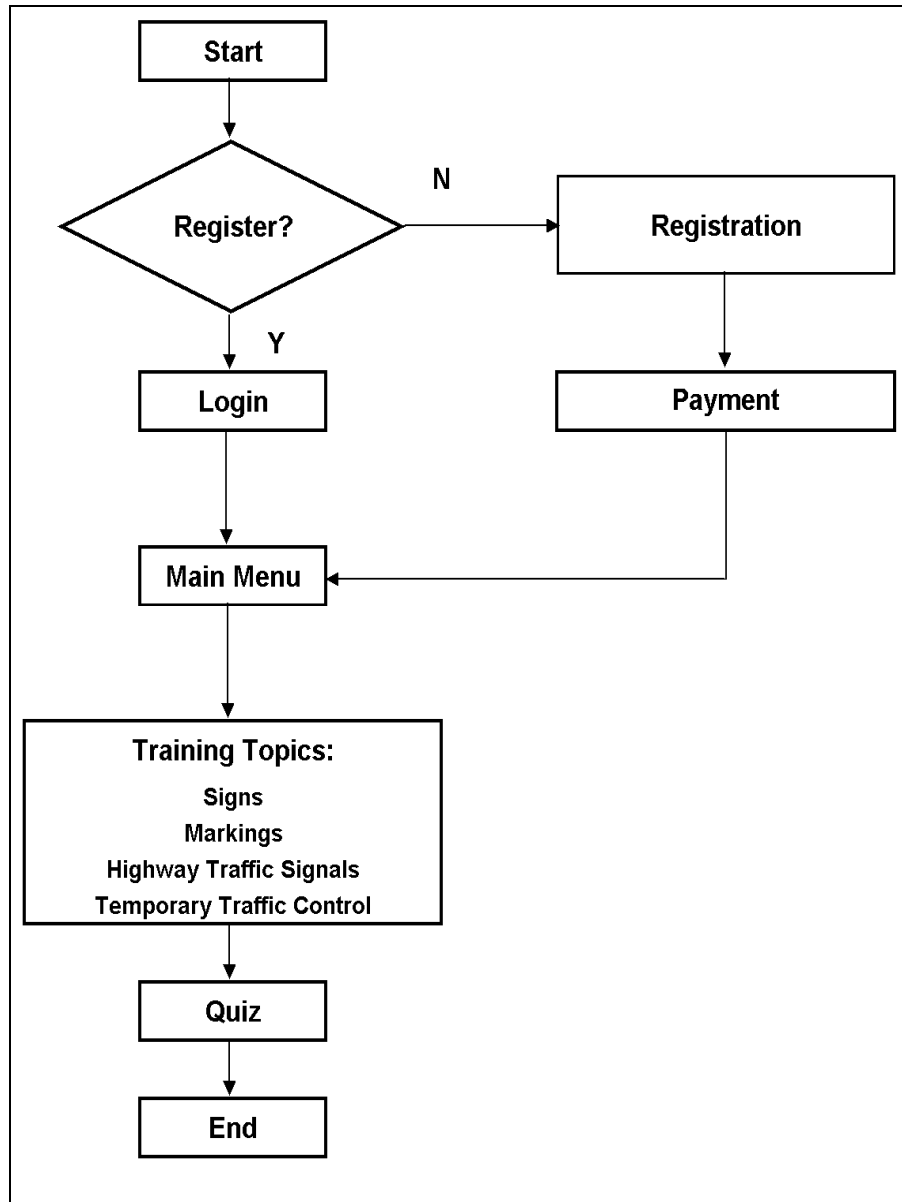 Start
N
Register?
Registration
Y
Login
Payment
Main Menu
Training Topics:
Signs
Markings
Highway Traffic Signals
Temporary Traffic Control
Quiz
End